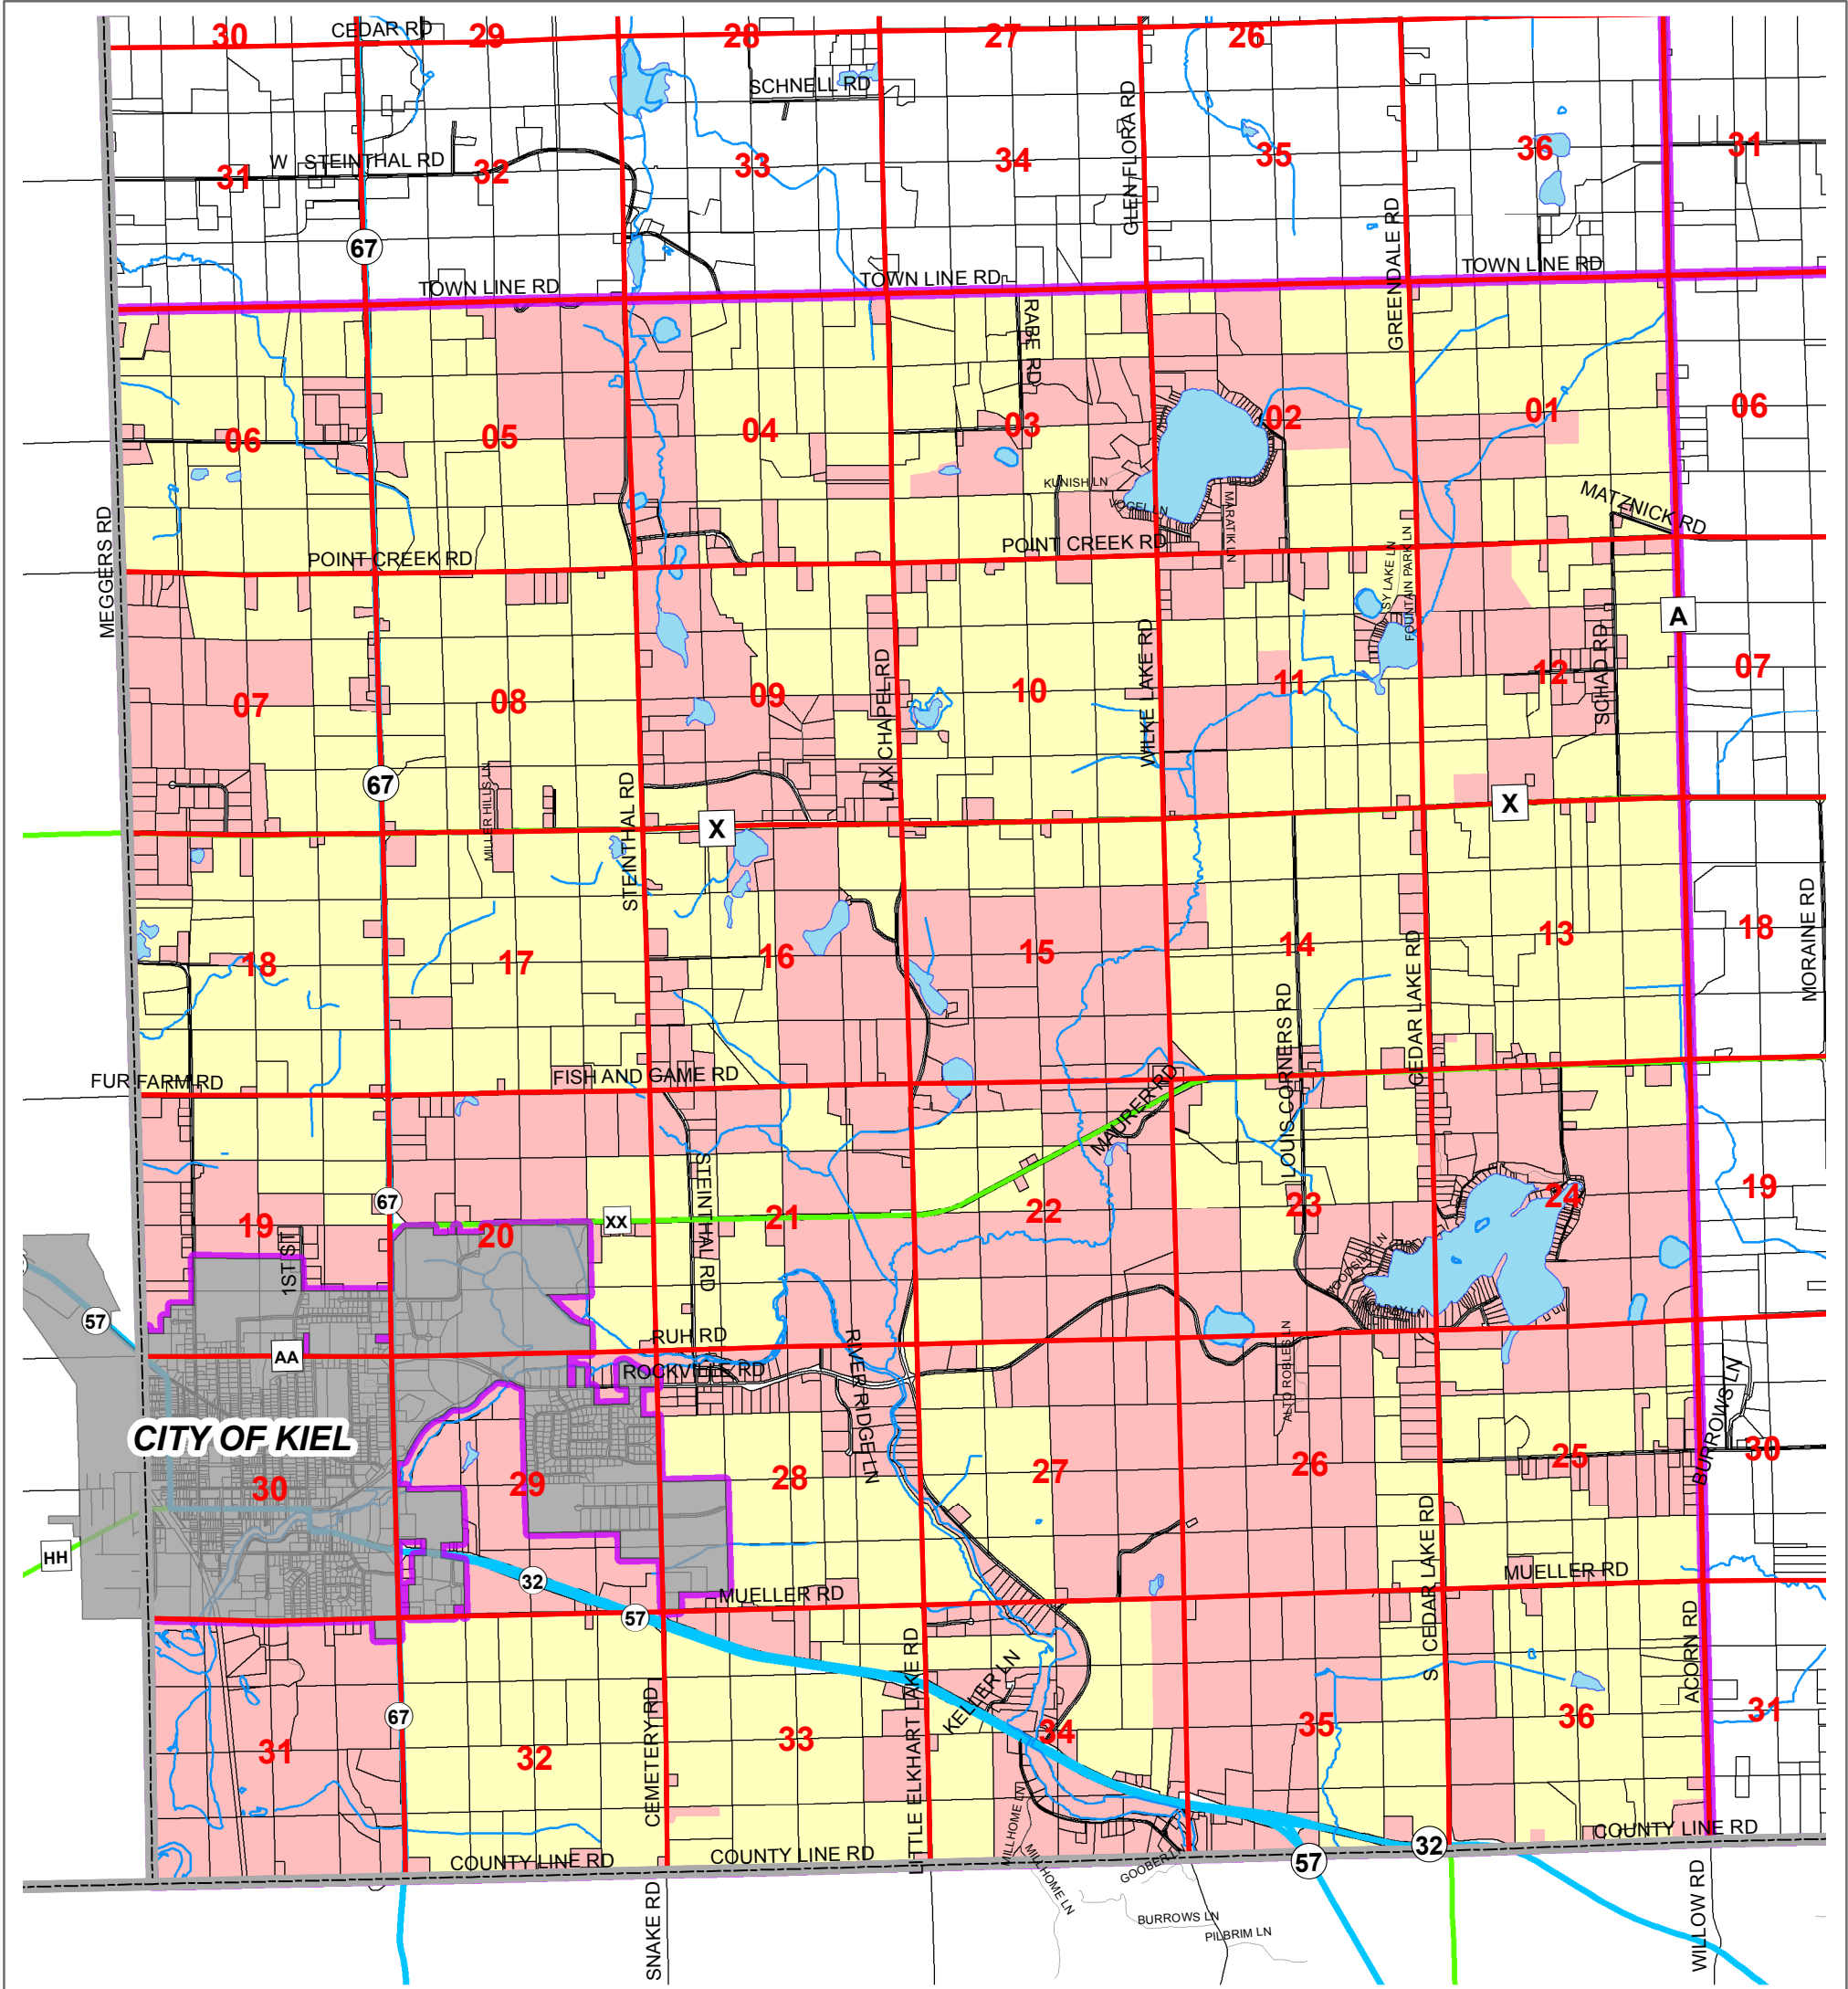 30
CEDAR RD
29
28
27
26
SCHNELL RD
GLEN FLORA RD
W STEINTHAL RD
31
32
33
34
35
36
31
67
GREENDALE RD
TOWN LINE RD
TOWN LINE RD
TOWN LINE RD
RABE RD
06
05
04
03
02
01
06
KUNISH LN
VOGEL LN
MARATIK LN
MATZNICK RD
MEGGERS RD
POINT CREEK RD
POINT CREEK RD
SY LAKE LN
FOUNTAIN PARK LN
A
07
08
09
10
11
12
07
LAX CHAPEL RD
WILKE LAKE RD
SCHAD RD
67
MILLER HILLS LN
STEINTHAL RD
X
X
18
17
16
15
14
13
18
MORAINE RD
LOUIS CORNERS RD
CEDAR LAKE RD
FUR FARM RD
FISH AND GAME RD
MAURER RD
STEINTHAL RD
67
XX
19
20
21
22
23
24
19
1ST ST
WOODSIDE LN
57
AA
RUH RD
ROCKVILLE RD
RIVER RIDGE LN
ALTO ROBLES LN
BURROWS LN
CITY OF KIEL
30
29
28
27
26
25
30
HH
32
57
MUELLER RD
MUELLER RD
S CEDAR LAKE RD
ACORN RD
LITTLE ELKHART LAKE RD
KELLER LN
CEMETERY RD
67
31
32
33
34
35
36
31
MILLHOME LN
MILLHOME LN
GOOBER LN
COUNTY LINE RD
COUNTY LINE RD
COUNTY LINE RD
57
32
SNAKE RD
BURROWS LN
PILBRIM LN
WILLOW RD